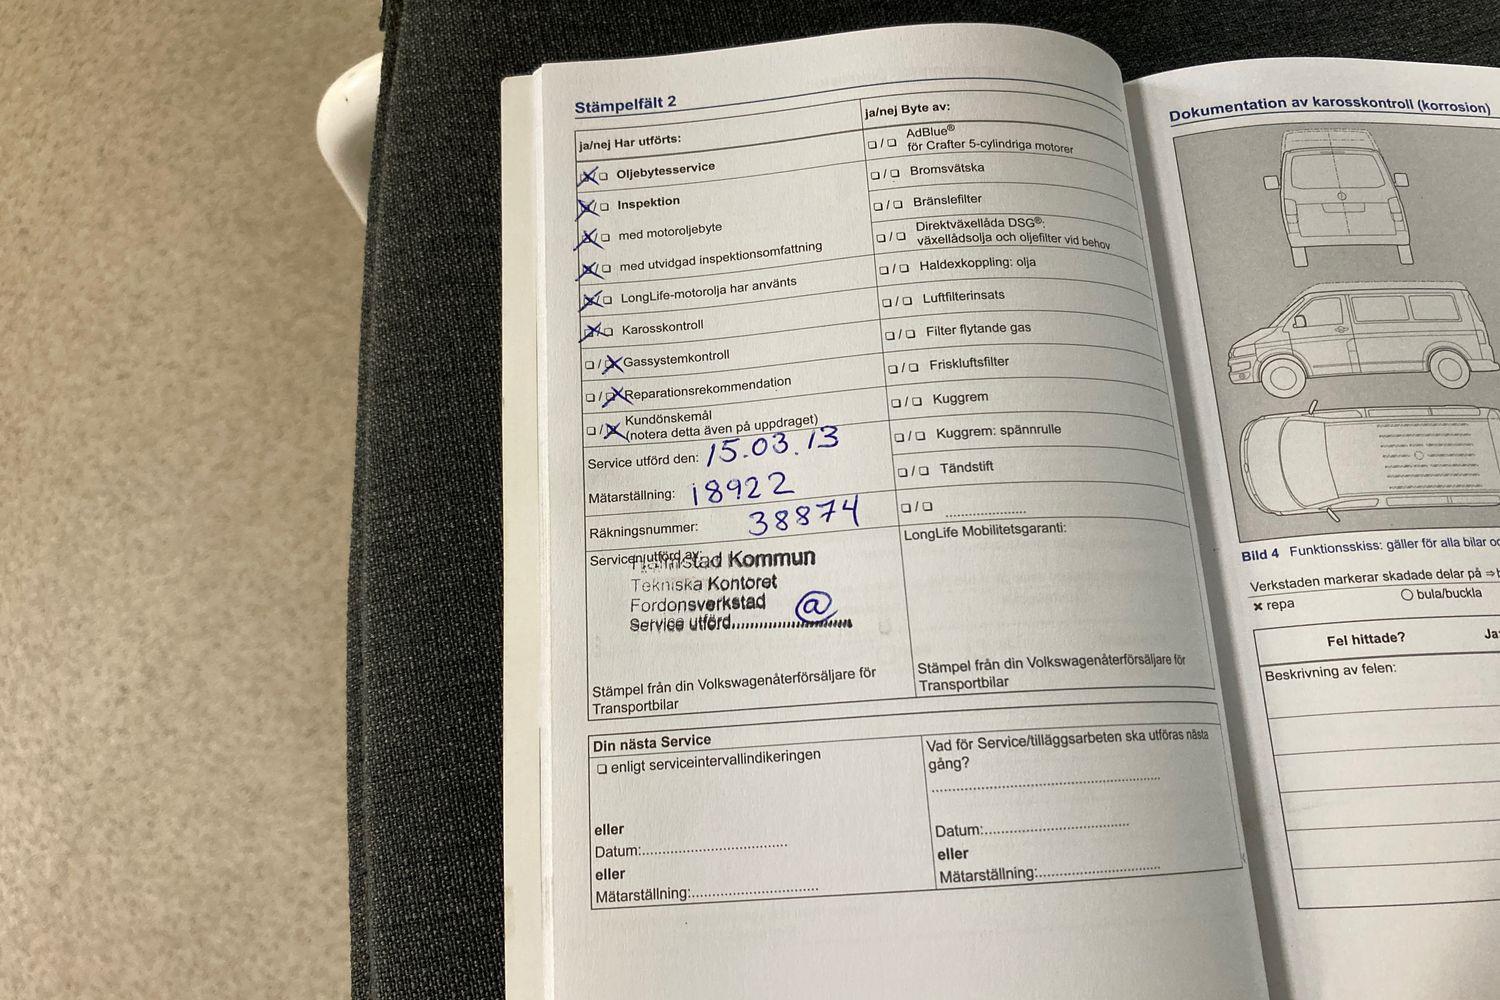 Stämpelfält 2
ja/nej Har utförts:
☒/☐ Oljebytesservice
☒/☐ Inspektion
☒/☐ med motoroljebyte
☒/☐ med utvidgad inspektionsomfattning
☒/☐ LongLife-motorolja har använts
☒/☐ Karosskontroll
☐/☒ Gassystemkontroll
☐/☒ Reparationsrekommendation
☐/☒ Kundönskemål
(notera detta även på uppdraget)
Service utförd den: 15.03.13
Mätarställning: 18922
Räkningsnummer: 38874
Servicen utförd av:
Halmstad Kommun
Tekniska Kontoret
Fordonsverkstad
Service utförd
Stämpel från din Volkswagenåterförsäljare för
Transportbilar
ja/nej Byte av:
☐/☐ AdBlue®
för Crafter 5-cylindriga motorer
☐/☐ Bromsvätska
☐/☐ Bränslefilter
☐/☐ Direktväxellåda DSG®:
växellådsolja och oljefilter vid behov
☐/☐ Haldexkoppling: olja
☐/☐ Luftfilterinsats
☐/☐ Filter flytande gas
☐/☐ Friskluftsfilter
☐/☐ Kuggrem
☐/☐ Kuggrem: spännrulle
☐/☐ Tändstift
☐/☐
LongLife Mobilitetsgaranti:
Stämpel från din Volkswagenåterförsäljare för
Transportbilar
Din nästa Service
☐ enligt serviceintervallindikeringen
eller
Datum:
eller
Mätarställning:
Vad för Service/tilläggsarbeten ska utföras nästa
gång?
Datum:
eller
Mätarställning:
Dokumentation av karosskontroll (korrosion)
Bild 4 Funktionsskiss: gäller för alla bilar oc
Verkstaden markerar skadade delar på ⇒
× repa ○ bula/buckla
Fel hittade? Ja:
Beskrivning av felen: